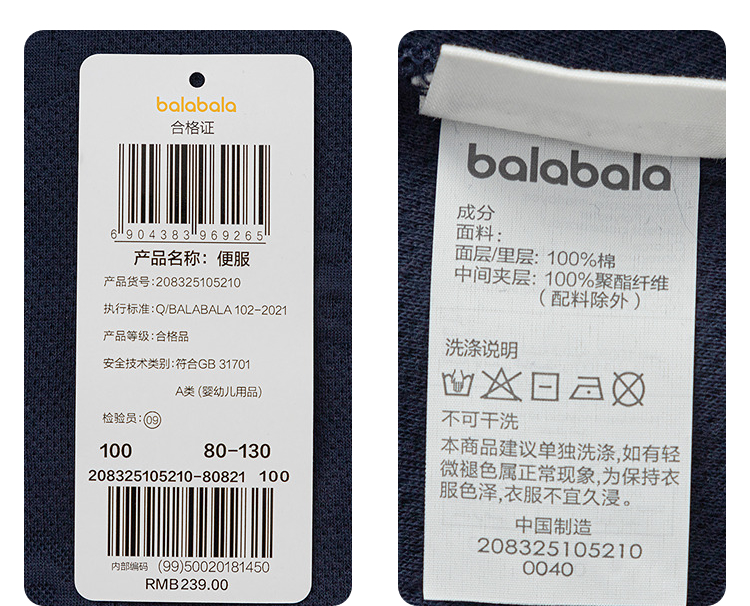 balabala
合格证
6 904383 969265
产品名称：便服
产品货号：208325105210
执行标准：Q/BALABALA 102-2021
产品等级：合格品
安全技术类别：符合GB 31701
A类 (婴幼儿用品)
检验员：09
100 80-130
208325105210-80821 100
内部编码 (99)50020181450
RMB239.00
balabala
成分
面料：
面层/里层：100%棉
中间夹层：100%聚酯纤维
（配料除外）
洗涤说明
不可干洗
本商品建议单独洗涤,如有轻
微褪色属正常现象,为保持衣
服色泽,衣服不宜久浸。
中国制造
208325105210
0040